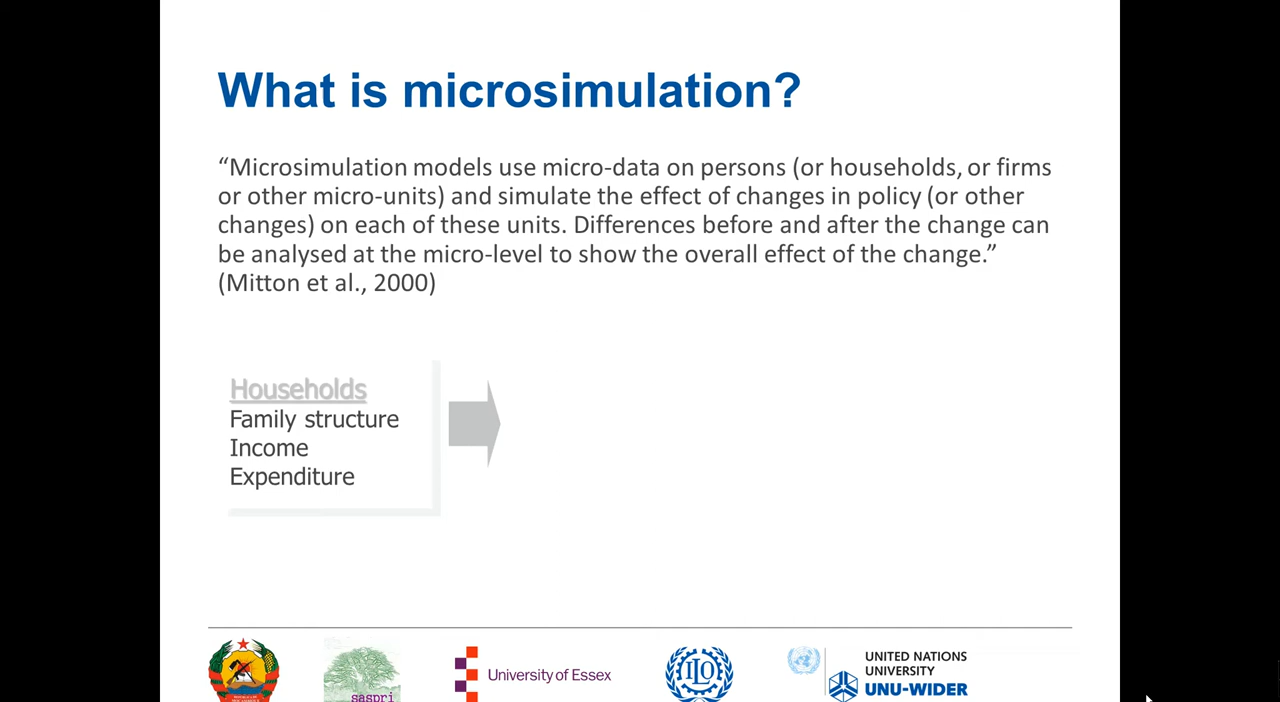 What is microsimulation?
“Microsimulation models use micro-data on persons (or households, or firms
or other micro-units) and simulate the effect of changes in policy (or other
changes) on each of these units. Differences before and after the change can
be analysed at the micro-level to show the overall effect of the change.”
(Mitton et al., 2000)
Households
Family structure
Income
Expenditure
saspri
University of Essex
ILO
UNITED NATIONS
UNIVERSITY
UNU-WIDER